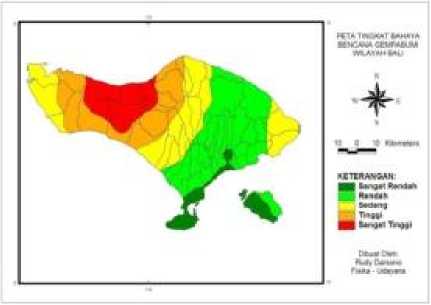 PETA TINGKAT BAHAYA
BENCANA GEMPABUMI
WILAYAH BALI
N
W
E
S
10 0 10 Kilometers
KETERANGAN:
Sangat Rendah
Rendah
Sedang
Tinggi
Sangat Tinggi
Dibuat Oleh:
Rudy Darsono
Fisika - Udayana